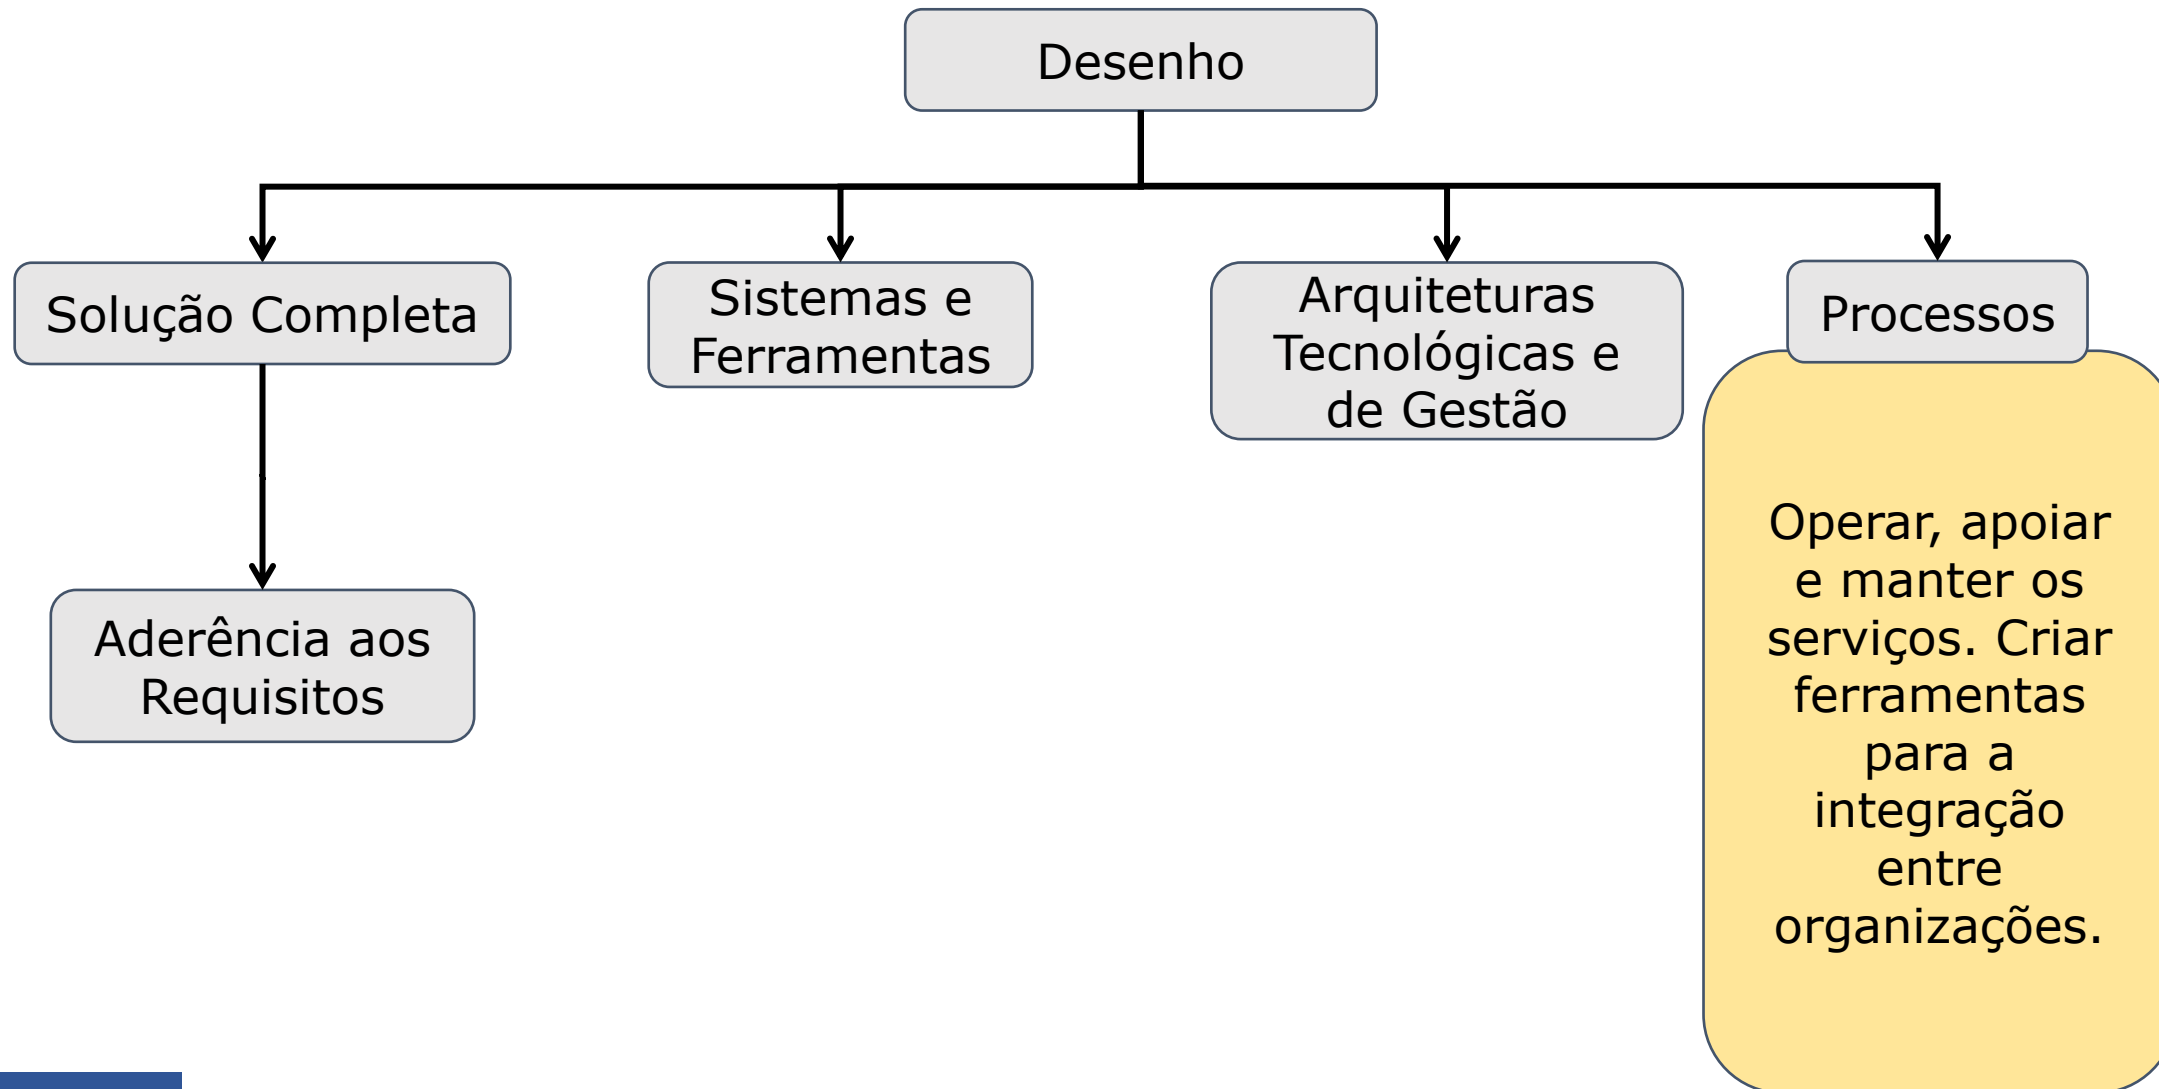 Desenho
Solução Completa
Sistemas e
Ferramentas
Arquiteturas
Tecnológicas e
de Gestão
Processos
Aderência aos
Requisitos
Operar, apoiar
e manter os
serviços. Criar
ferramentas
para a
integração
entre
organizações.